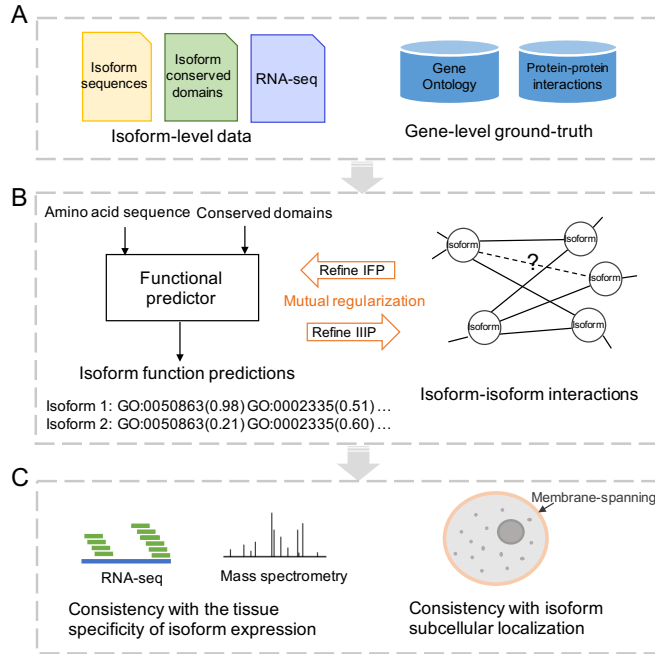 A
Isoform
sequences
Isoform
conserved
domains
RNA-seq
Gene
Ontology
Protein-protein
interactions
Isoform-level data
Gene-level ground-truth
B
Amino acid sequence
Conserved domains
Functional
predictor
Refine IFP
Mutual regularization
Refine IIIP
Isoform
Isoform
?
Isoform
Isoform
Isoform
Isoform function predictions
Isoform-isoform interactions
Isoform 1: GO:0050863(0.98) GO:0002335(0.51) ...
Isoform 2: GO:0050863(0.21) GO:0002335(0.60) ...
C
Membrane-spanning
RNA-seq
Mass spectrometry
Consistency with the tissue
specificity of isoform expression
Consistency with isoform
subcellular localization